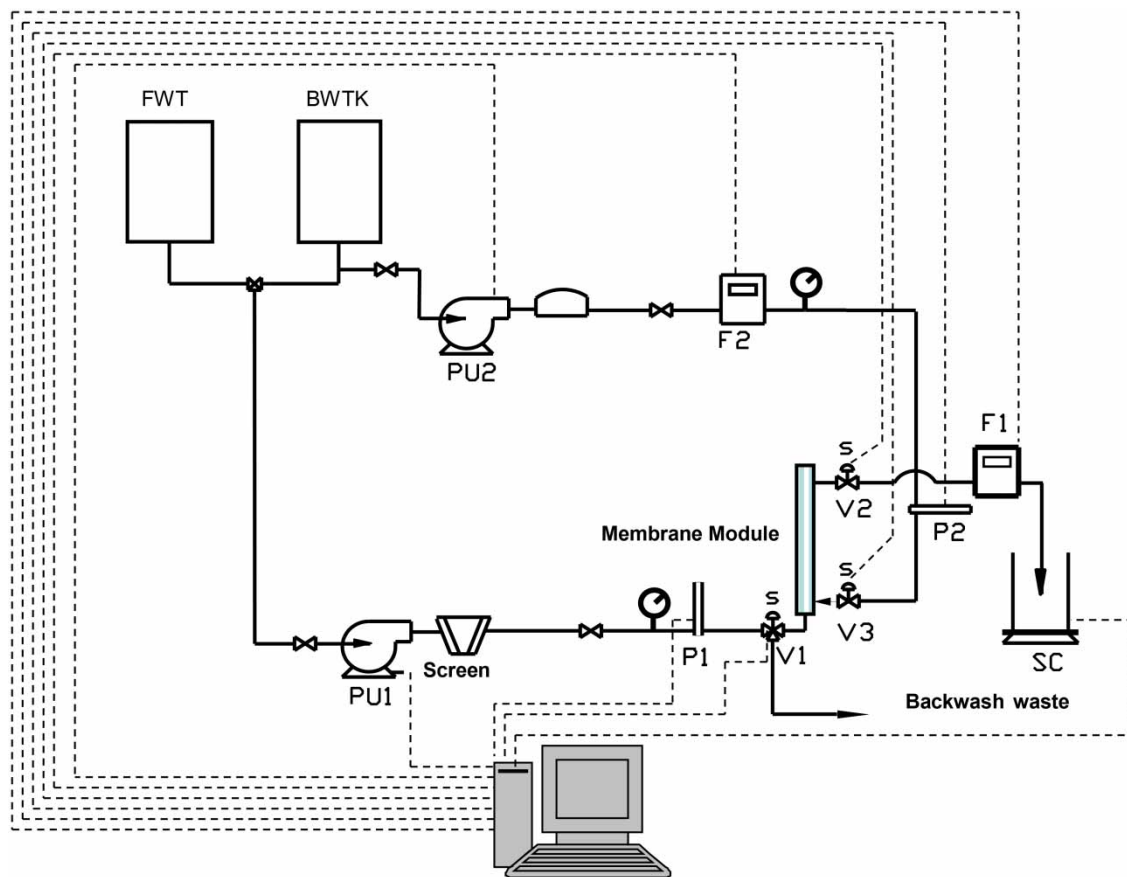 FWT
BWTK
F2
PU2
F1
S
V2
Membrane Module
P2
S
V3
S
P1
V1
Screen
PU1
SC
Backwash waste